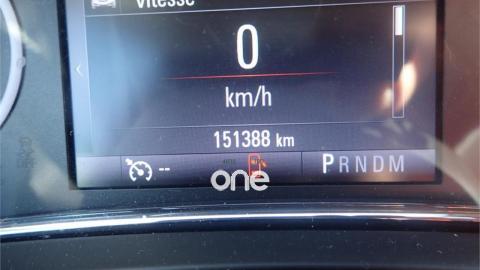 Vitesse
0
km/h
151388 km
-- one PRNDM